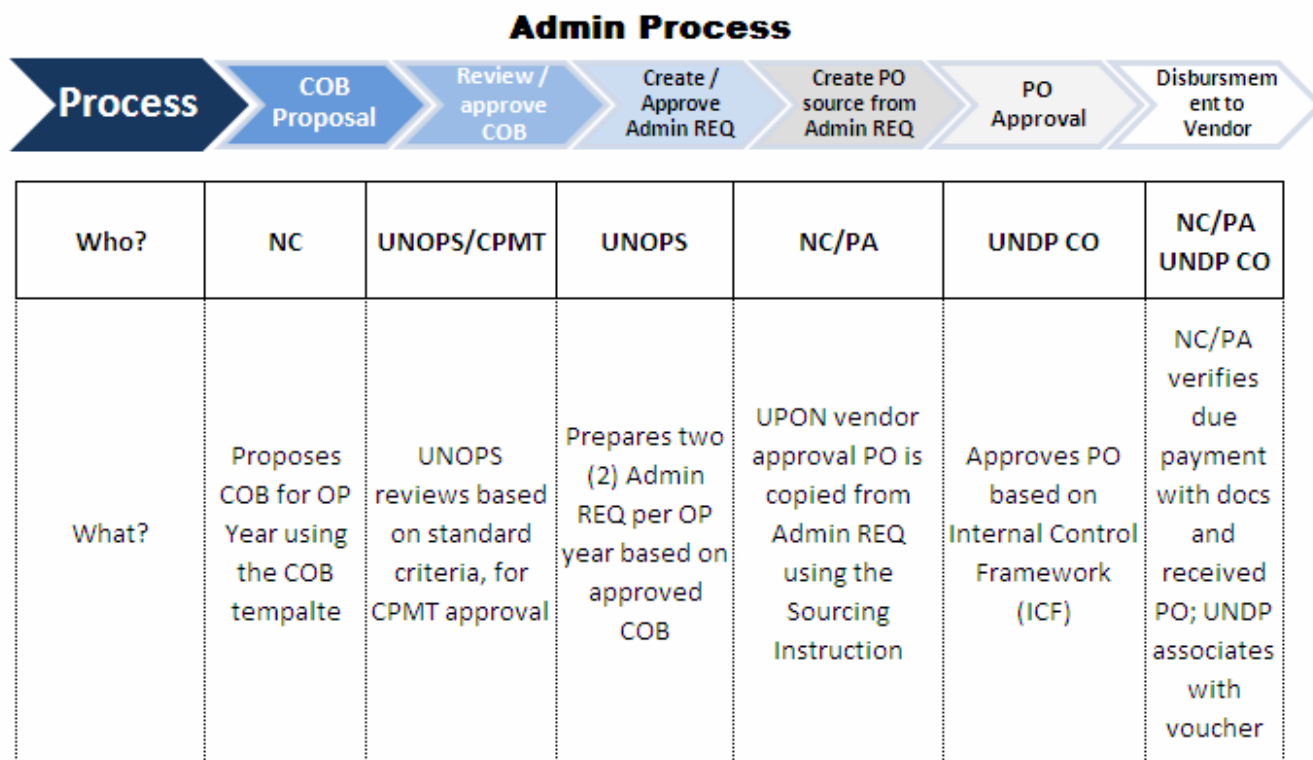 Admin Process
Process
COB
Proposal
Review /
approve
COB
Create /
Approve
Admin REQ
Create PO
source from
Admin REQ
PO
Approval
Disbursmem
ent to
Vendor
Who?
NC
UNOPS/CPMT
UNOPS
NC/PA
UNDP CO
NC/PA
UNDP CO
What?
Proposes
COB for OP
Year using
the COB
tempalte
UNOPS
reviews based
on standard
criteria, for
CPMT approval
Prepares two
(2) Admin
REQ per OP
year based on
approved
COB
UPON vendor
approval PO is
copied from
Admin REQ
using the
Sourcing
Instruction
Approves PO
based on
Internal Control
Framework
(ICF)
NC/PA
verifies
due
payment
with docs
and
received
PO; UNDP
associates
with
voucher